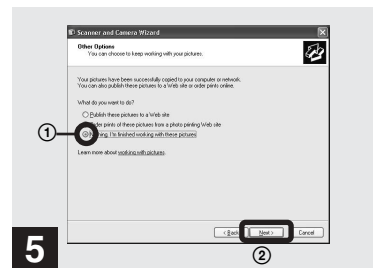 Scanner and Camera Wizard
Other Options
You can choose to keep working with your pictures.
Your pictures have been successfully copied to your computer or network.
You can also publish these pictures to a Web site or order prints online.
What do you want to do?
Publish these pictures to a Web site
prints of these pictures from a photo printing Web site
1
I'm finished working with these pictures
Learn more about working with pictures.
< Back Next > Cancel
2
5